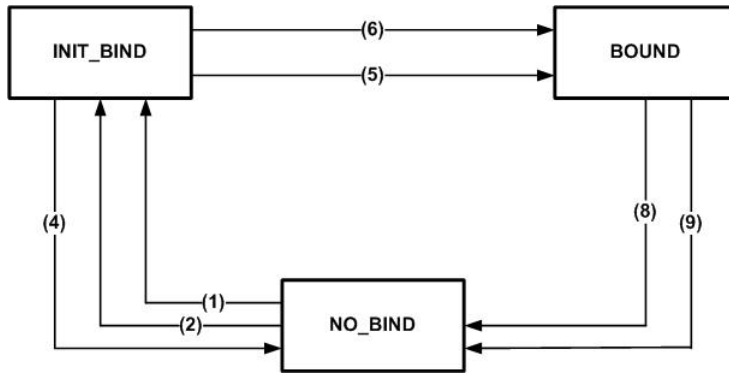 (6)
INIT_BIND
BOUND
(5)
(4)
(8)
(9)
(1)
(2)
NO_BIND